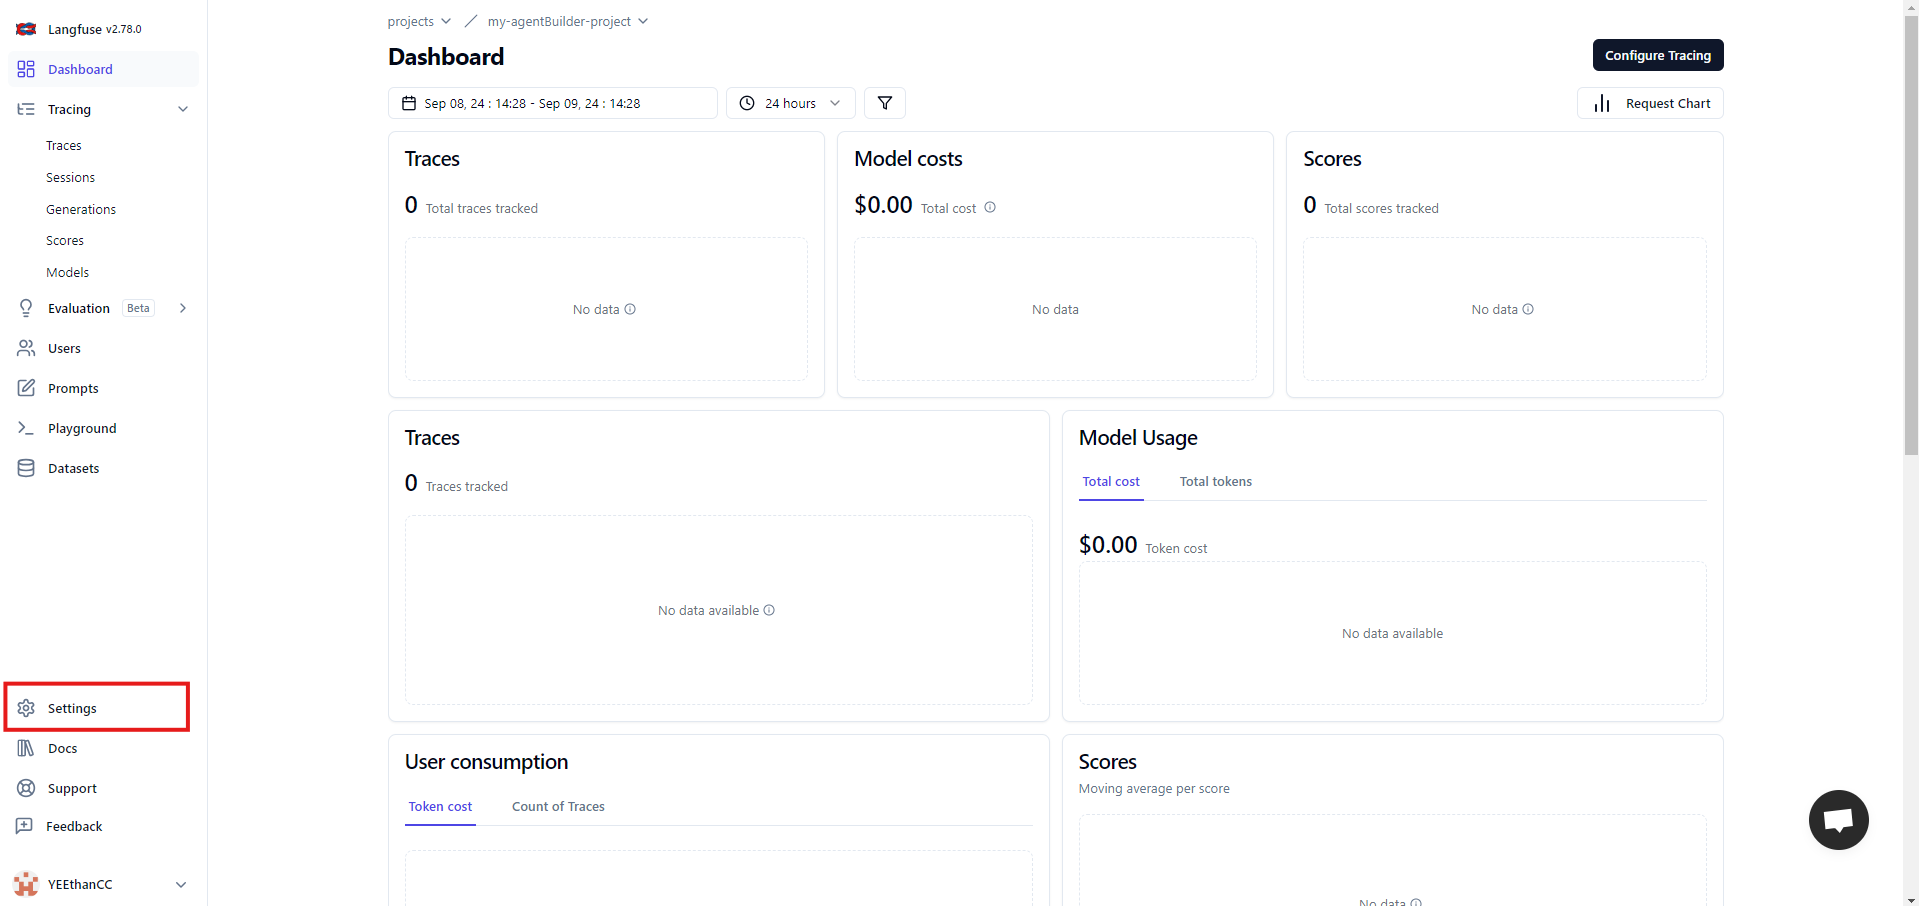 Langfuse v2.78.0
Dashboard
Tracing
Traces
Sessions
Generations
Scores
Models
Evaluation Beta
Users
Prompts
Playground
Datasets
Settings
Docs
Support
Feedback
YEEthanCC
projects / my-agentBuilder-project
Dashboard
Configure Tracing
Sep 08, 24 : 14:28 - Sep 09, 24 : 14:28
24 hours
Request Chart
Traces
0 Total traces tracked
No data
Model costs
$0.00 Total cost
No data
Scores
0 Total scores tracked
No data
Traces
0 Traces tracked
No data available
Model Usage
Total cost Total tokens
$0.00 Token cost
No data available
User consumption
Token cost Count of Traces
Scores
Moving average per score
No data